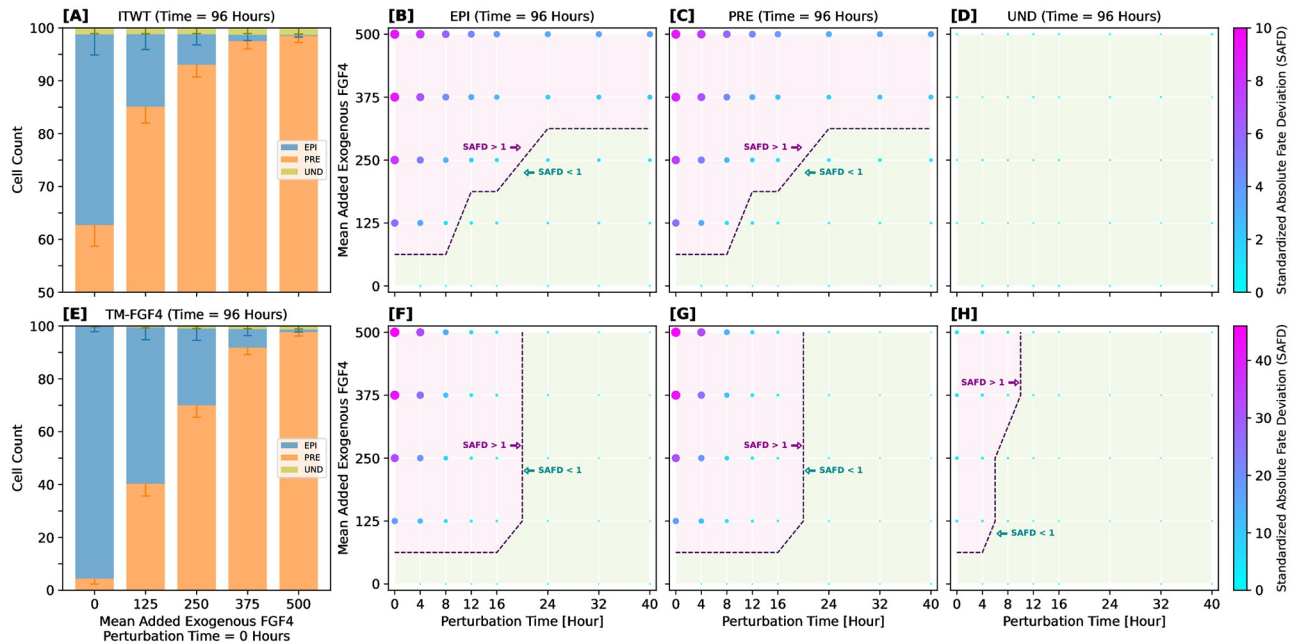 [A] ITWT (Time = 96 Hours)
[B] EPI (Time = 96 Hours)
[C] PRE (Time = 96 Hours)
[D] UND (Time = 96 Hours)
100
90
80
70
60
50
Cell Count
EPI
PRE
UND
500
375
250
125
0
Mean Added Exogenous FGF4
SAFD > 1
SAFD < 1
SAFD > 1
SAFD < 1
10
8
6
4
2
0
Standardized Absolute Fate Deviation (SAFD)
[E] TM-FGF4 (Time = 96 Hours)
[F]
[G]
[H]
100
80
60
40
20
0
Cell Count
EPI
PRE
UND
0 125 250 375 500
Mean Added Exogenous FGF4
Perturbation Time = 0 Hours
500
375
250
125
0
Mean Added Exogenous FGF4
SAFD > 1
SAFD < 1
0 4 8 12 16 24 32 40
Perturbation Time [Hour]
SAFD > 1
SAFD < 1
0 4 8 12 16 24 32 40
Perturbation Time [Hour]
SAFD > 1
SAFD < 1
0 4 8 12 16 24 32 40
Perturbation Time [Hour]
40
30
20
10
0
Standardized Absolute Fate Deviation (SAFD)